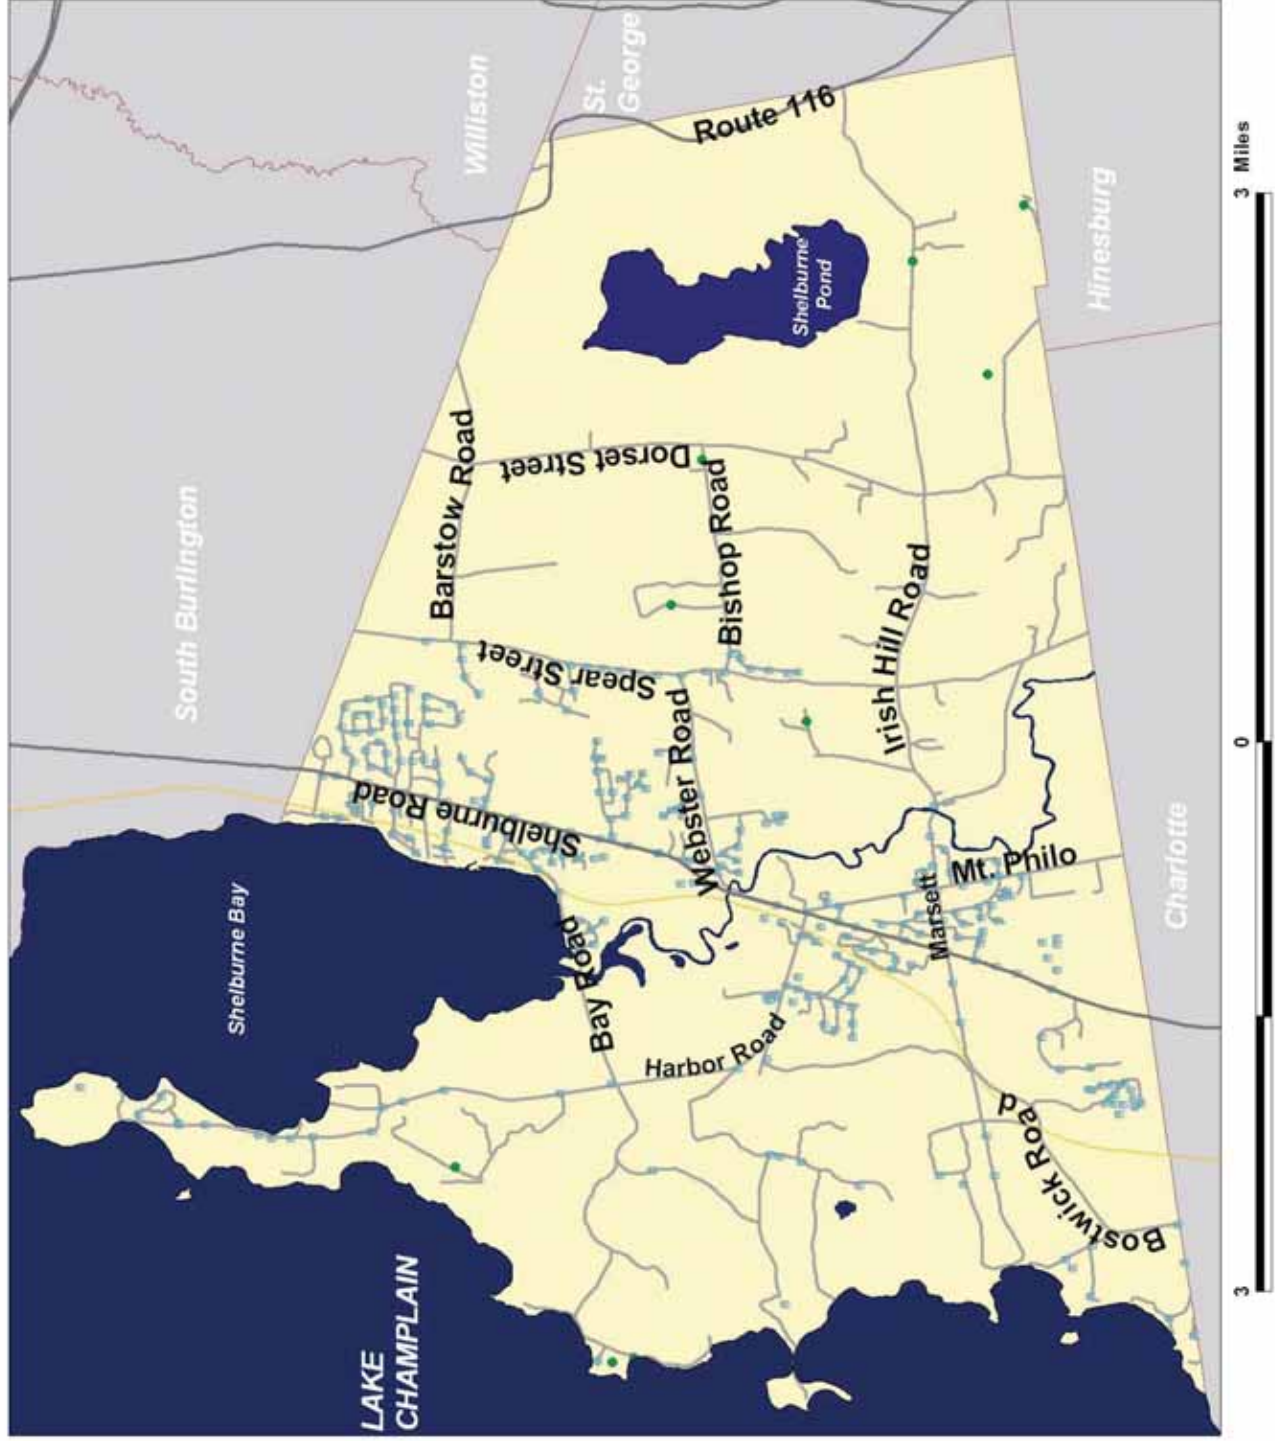 Williston
St.
George
Route 116
Shelburne
Pond
Hinesburg
South Burlington
Barstow Road
Dorset Street
Bishop Road
Irish Hill Road
Spear Street
Webster Road
Shelburne Road
Mt. Philo
Marsett
Charlotte
Shelburne Bay
Bay Road
Harbor Road
Bostwick Road
LAKE
CHAMPLAIN
3 0 3 Miles